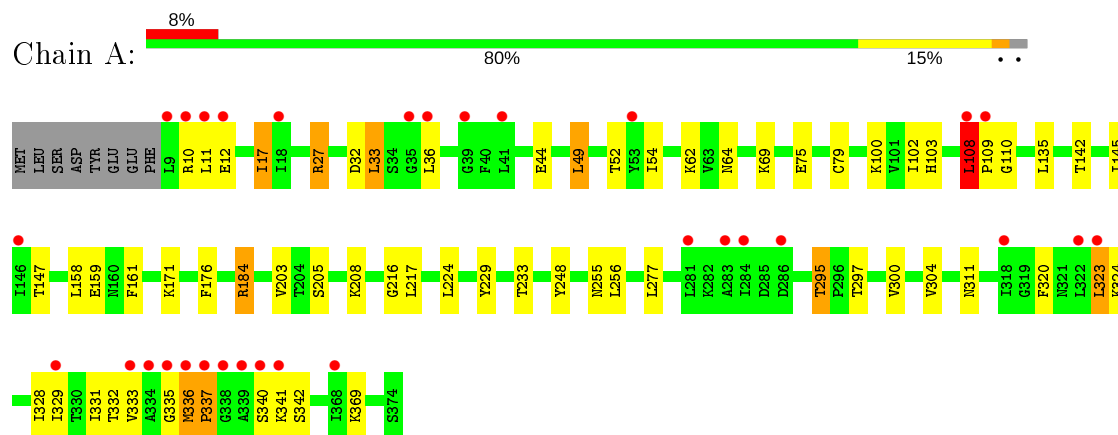 8%
Chain A:
80% 15% • •
MET LEU SER ASP TYR GLU GLU PHE L9 R10 L11 E12 I17 I18 R27 D32 L33 S34 G35 L36 G39 F40 L41 E44 L49 T52 Y53 I54 K62 V63 N64 K69 E75 C79 K100 V101 I102 H103 L108 P109 G110 L135 T142 I145
I146 T147 L158 E159 N160 F161 K171 F176 R184 V203 T204 S205 K208 G216 L217 L224 Y229 T233 Y248 N255 L256 L277 L281 K282 A283 I284 D285 D286 T295 P296 T297 V300 V304 N311 I318 G319 F320 N321 L322 L323 K324
I328 I329 T330 I331 T332 V333 A334 G335 M336 P337 G338 A339 S340 K341 S342 I368 K369 S374